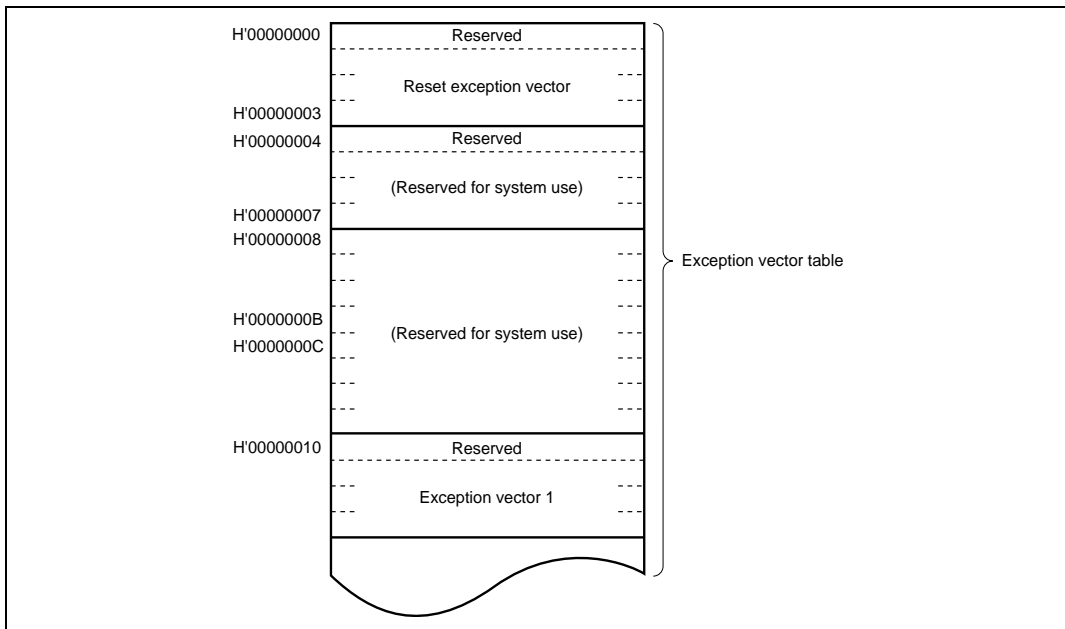 H'00000000 Reserved
Reset exception vector
H'00000003
H'00000004 Reserved
(Reserved for system use)
H'00000007
H'00000008
Exception vector table
H'0000000B
(Reserved for system use)
H'0000000C
H'00000010 Reserved
Exception vector 1